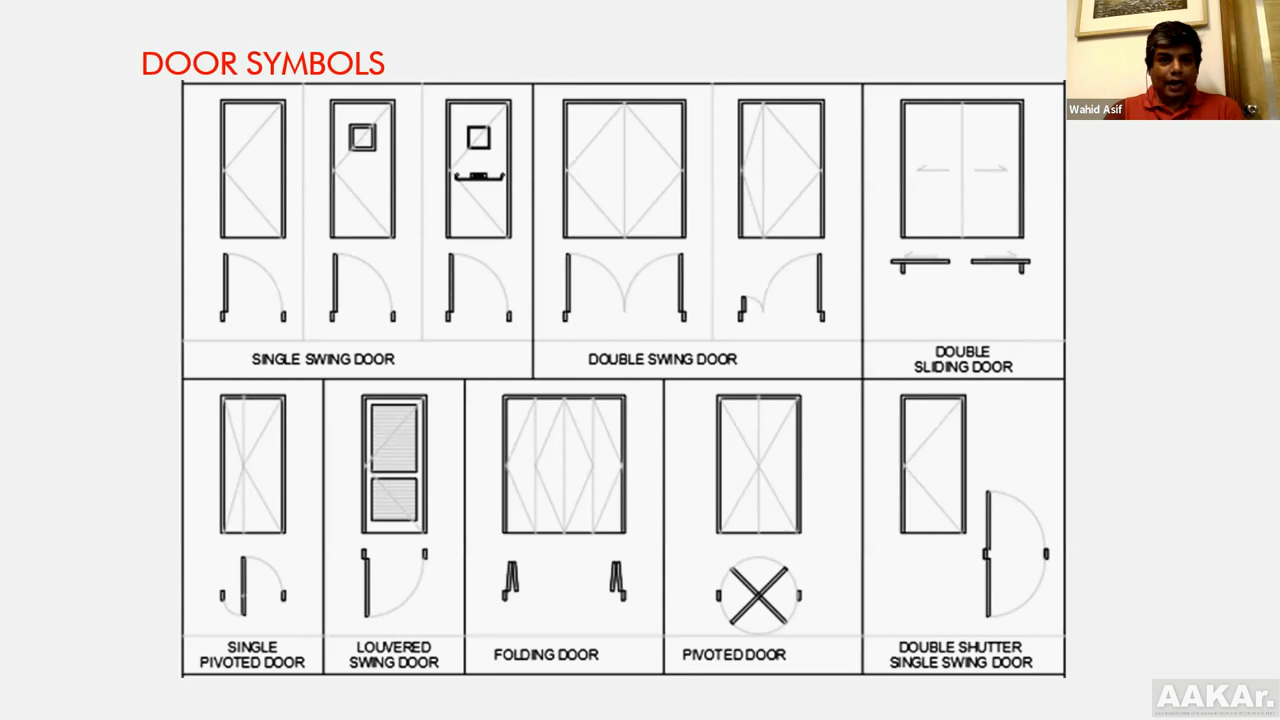 DOOR SYMBOLS
Wahid Asif
SINGLE SWING DOOR
DOUBLE SWING DOOR
DOUBLE
SLIDING DOOR
SINGLE
PIVOTED DOOR
LOUVERED
SWING DOOR
FOLDING DOOR
PIVOTED DOOR
DOUBLE SHUTTER
SINGLE SWING DOOR
AAKAr.